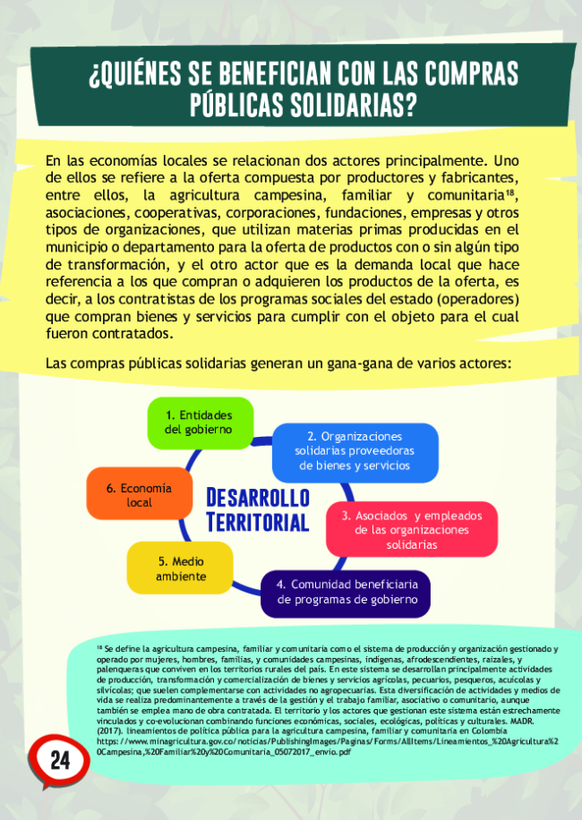 ¿QUIÉNES SE BENEFICIAN CON LAS COMPRAS
PÚBLICAS SOLIDARIAS?
En las economías locales se relacionan dos actores principalmente. Uno
de ellos se refiere a la oferta compuesta por productores y fabricantes,
entre ellos, la agricultura campesina, familiar y comunitaria¹⁸,
asociaciones, cooperativas, corporaciones, fundaciones, empresas y otros
tipos de organizaciones, que utilizan materias primas producidas en el
municipio o departamento para la oferta de productos con o sin algún tipo
de transformación, y el otro actor que es la demanda local que hace
referencia a los que compran o adquieren los productos de la oferta, es
decir, a los contratistas de los programas sociales del estado (operadores)
que compran bienes y servicios para cumplir con el objeto para el cual
fueron contratados.
Las compras públicas solidarias generan un gana-gana de varios actores:
1. Entidades
del gobierno
2. Organizaciones
solidarias proveedoras
de bienes y servicios
3. Asociados y empleados
de las organizaciones
solidarias
4. Comunidad beneficiaria
de programas de gobierno
5. Medio
ambiente
6. Economía
local
DESARROLLO
TERRITORIAL
¹⁸ Se define la agricultura campesina, familiar y comunitaria como el sistema de producción y organización gestionado y
operado por mujeres, hombres, familias, y comunidades campesinas, indígenas, afrodescendientes, raizales, y
palenqueras que conviven en los territorios rurales del país. En este sistema se desarrollan principalmente actividades
de producción, transformación y comercialización de bienes y servicios agrícolas, pecuarios, pesqueros, acuícolas y
silvícolas; que suelen complementarse con actividades no agropecuarias. Esta diversificación de actividades y medios de
vida se realiza predominantemente a través de la gestión y el trabajo familiar, asociativo o comunitario, aunque
también se emplea mano de obra contratada. El territorio y los actores que gestionan este sistema están estrechamente
vinculados y co-evolucionan combinando funciones económicas, sociales, ecológicas, políticas y culturales. MADR.
(2017). lineamientos de política pública para la agricultura campesina, familiar y comunitaria en Colombia
https://www.minagricultura.gov.co/noticias/PublishingImages/Paginas/Forms/AllItems/Lineamientos_%20Agricultura%2
0Campesina,%20Familiar%20y%20Comunitaria_05072017_envio.pdf
24